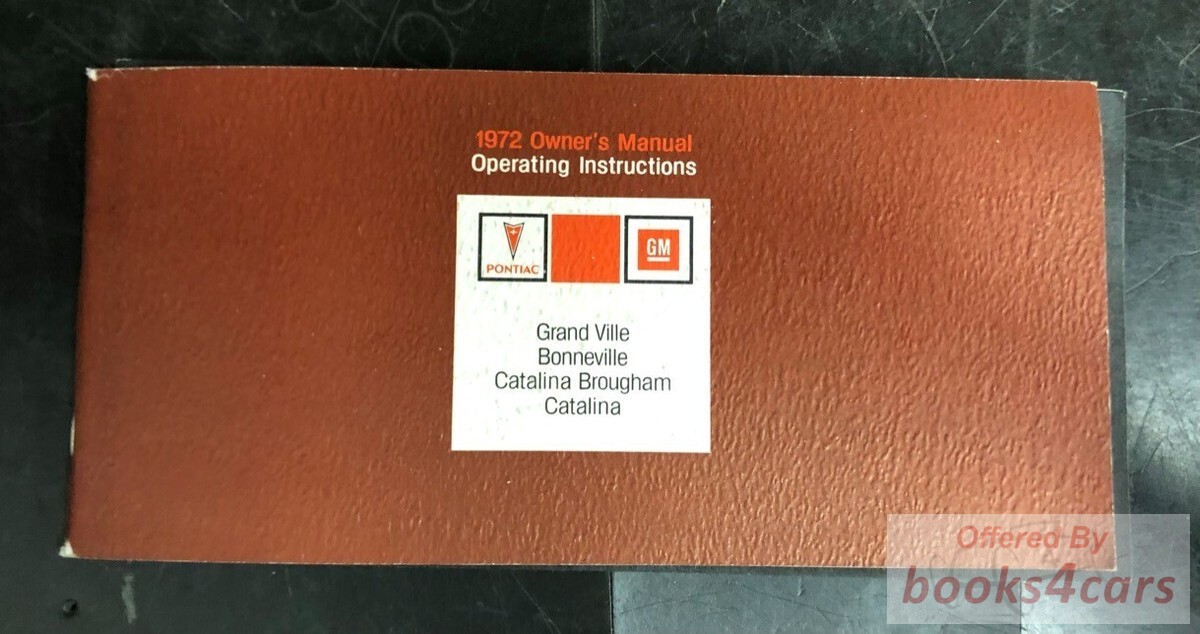 1972 Owner's Manual
Operating Instructions
PONTIAC
GM
Grand Ville
Bonneville
Catalina Brougham
Catalina
Offered By
books4cars